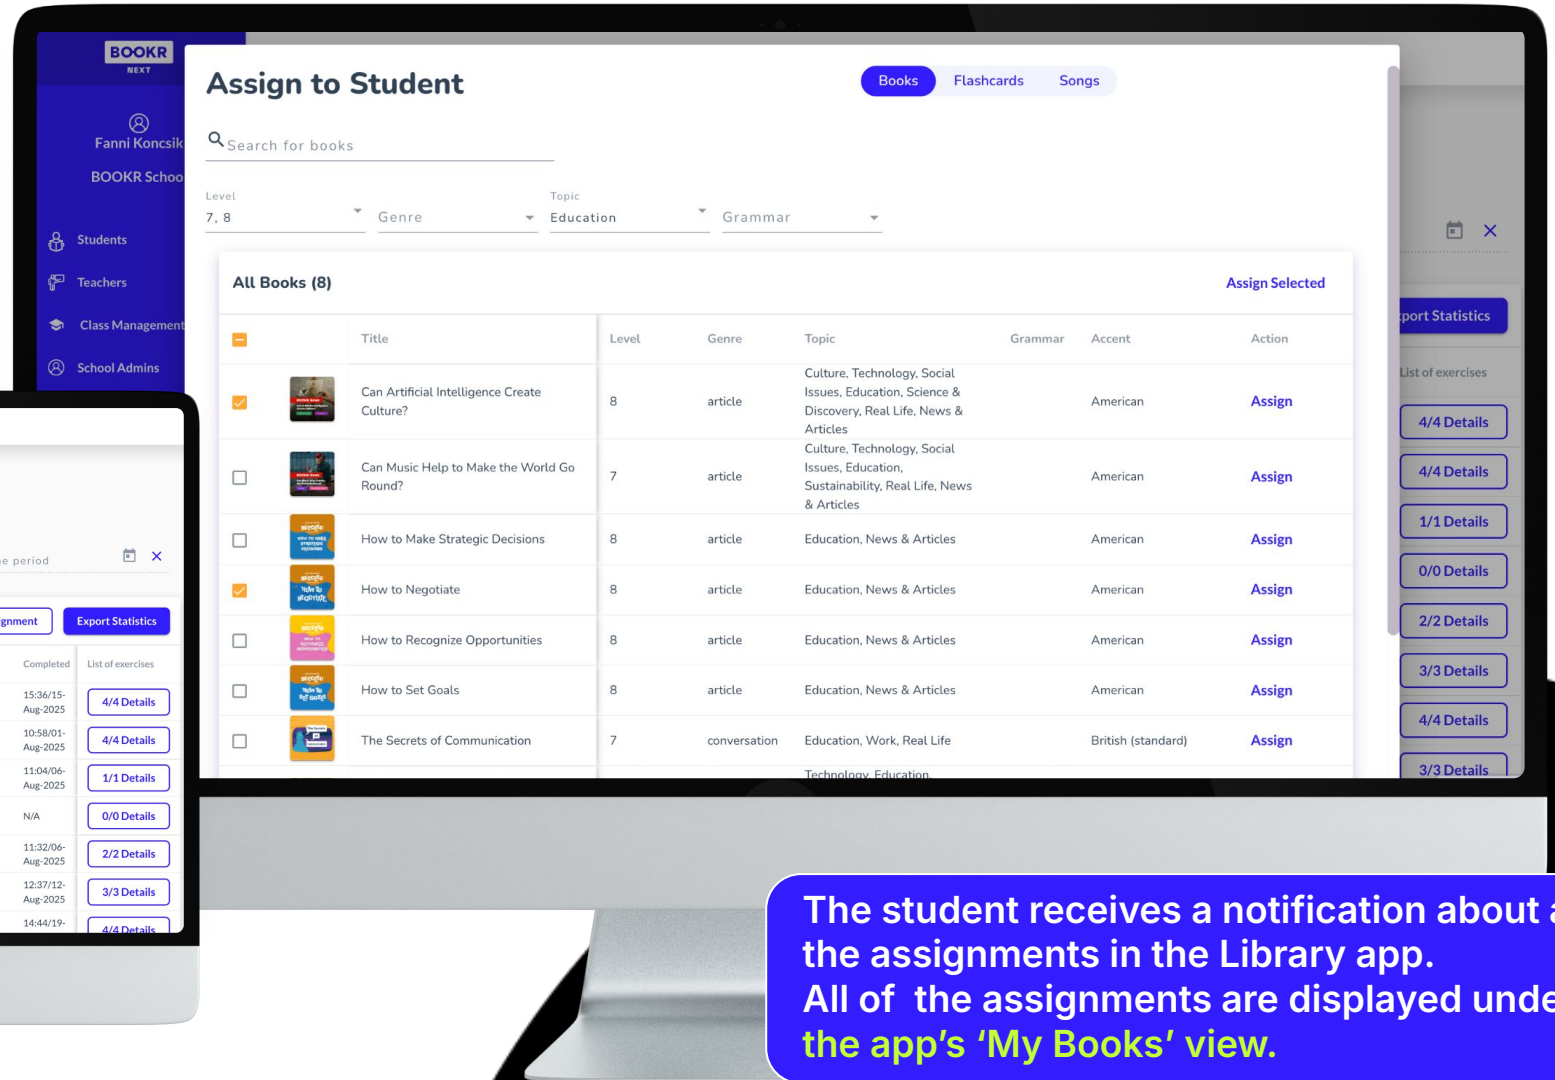 BOOKR
NEXT
Fanni Koncsik
BOOKR Schoo
Students
Teachers
Class Management
School Admins
Assign to Student
Books Flashcards Songs
Search for books
Level
7, 8
Genre
Topic
Education
Grammar
All Books (8)
Assign Selected
Title Level Genre Topic Grammar Accent Action
Can Artificial Intelligence Create
Culture?
8
article
Culture, Technology, Social
Issues, Education, Science &
Discovery, Real Life, News &
Articles
American
Assign
Can Music Help to Make the World Go
Round?
7
article
Culture, Technology, Social
Issues, Education,
Sustainability, Real Life, News
& Articles
American
Assign
How to Make Strategic Decisions 8 article Education, News & Articles American Assign
How to Negotiate 8 article Education, News & Articles American Assign
How to Recognize Opportunities 8 article Education, News & Articles American Assign
How to Set Goals 8 article Education, News & Articles American Assign
The Secrets of Communication 7 conversation Education, Work, Real Life British (standard) Assign
Technology, Education,
port Statistics
List of exercises
4/4 Details
4/4 Details
1/1 Details
0/0 Details
2/2 Details
3/3 Details
4/4 Details
3/3 Details
e period
gnment
Export Statistics
Completed List of exercises
15:36/15-
Aug-2025
4/4 Details
10:58/01-
Aug-2025
4/4 Details
11:04/06-
Aug-2025
1/1 Details
N/A
0/0 Details
11:32/06-
Aug-2025
2/2 Details
12:37/12-
Aug-2025
3/3 Details
14:44/19-
4/4 Details
The student receives a notification about a
the assignments in the Library app.
All of the assignments are displayed unde
the app's ‘My Books’ view.